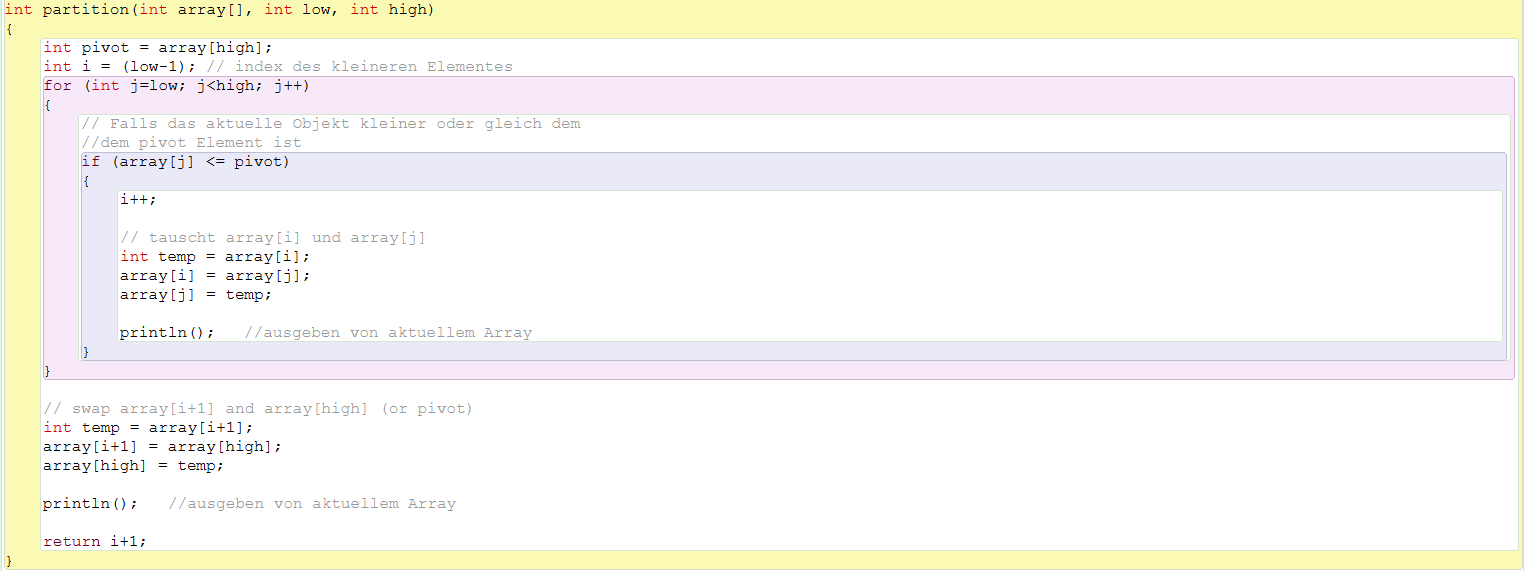 int partition(int array[], int low, int high)
{
int pivot = array[high];
int i = (low-1); // index des kleineren Elementes
for (int j=low; j<high; j++)
{
// Falls das aktuelle Objekt kleiner oder gleich dem
//dem pivot Element ist
if (array[j] <= pivot)
{
i++;
// tauscht array[i] und array[j]
int temp = array[i];
array[i] = array[j];
array[j] = temp;
println();   //ausgeben von aktuellem Array
}
}
// swap array[i+1] and array[high] (or pivot)
int temp = array[i+1];
array[i+1] = array[high];
array[high] = temp;
println();   //ausgeben von aktuellem Array
return i+1;
}